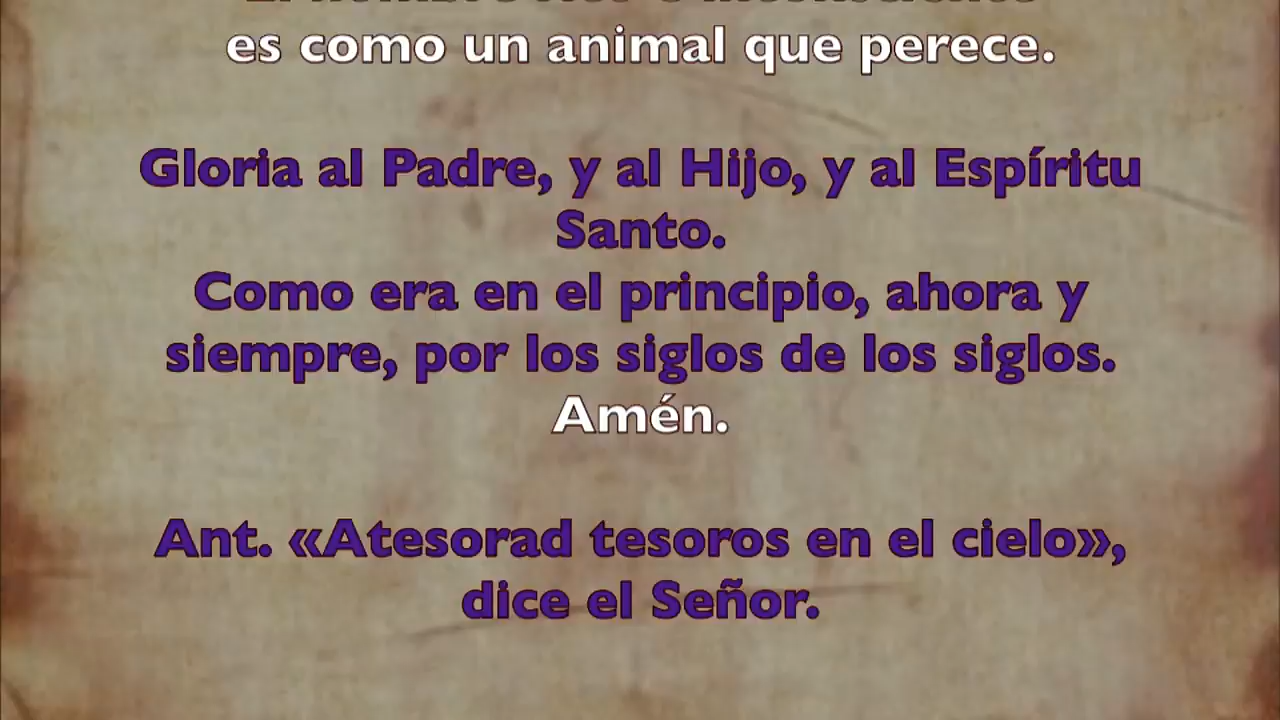 es como un animal que perece.
Gloria al Padre, y al Hijo, y al Espíritu
Santo.
Como era en el principio, ahora y
siempre, por los siglos de los siglos.
Amén.
Ant. «Atesorad tesoros en el cielo»,
dice el Señor.